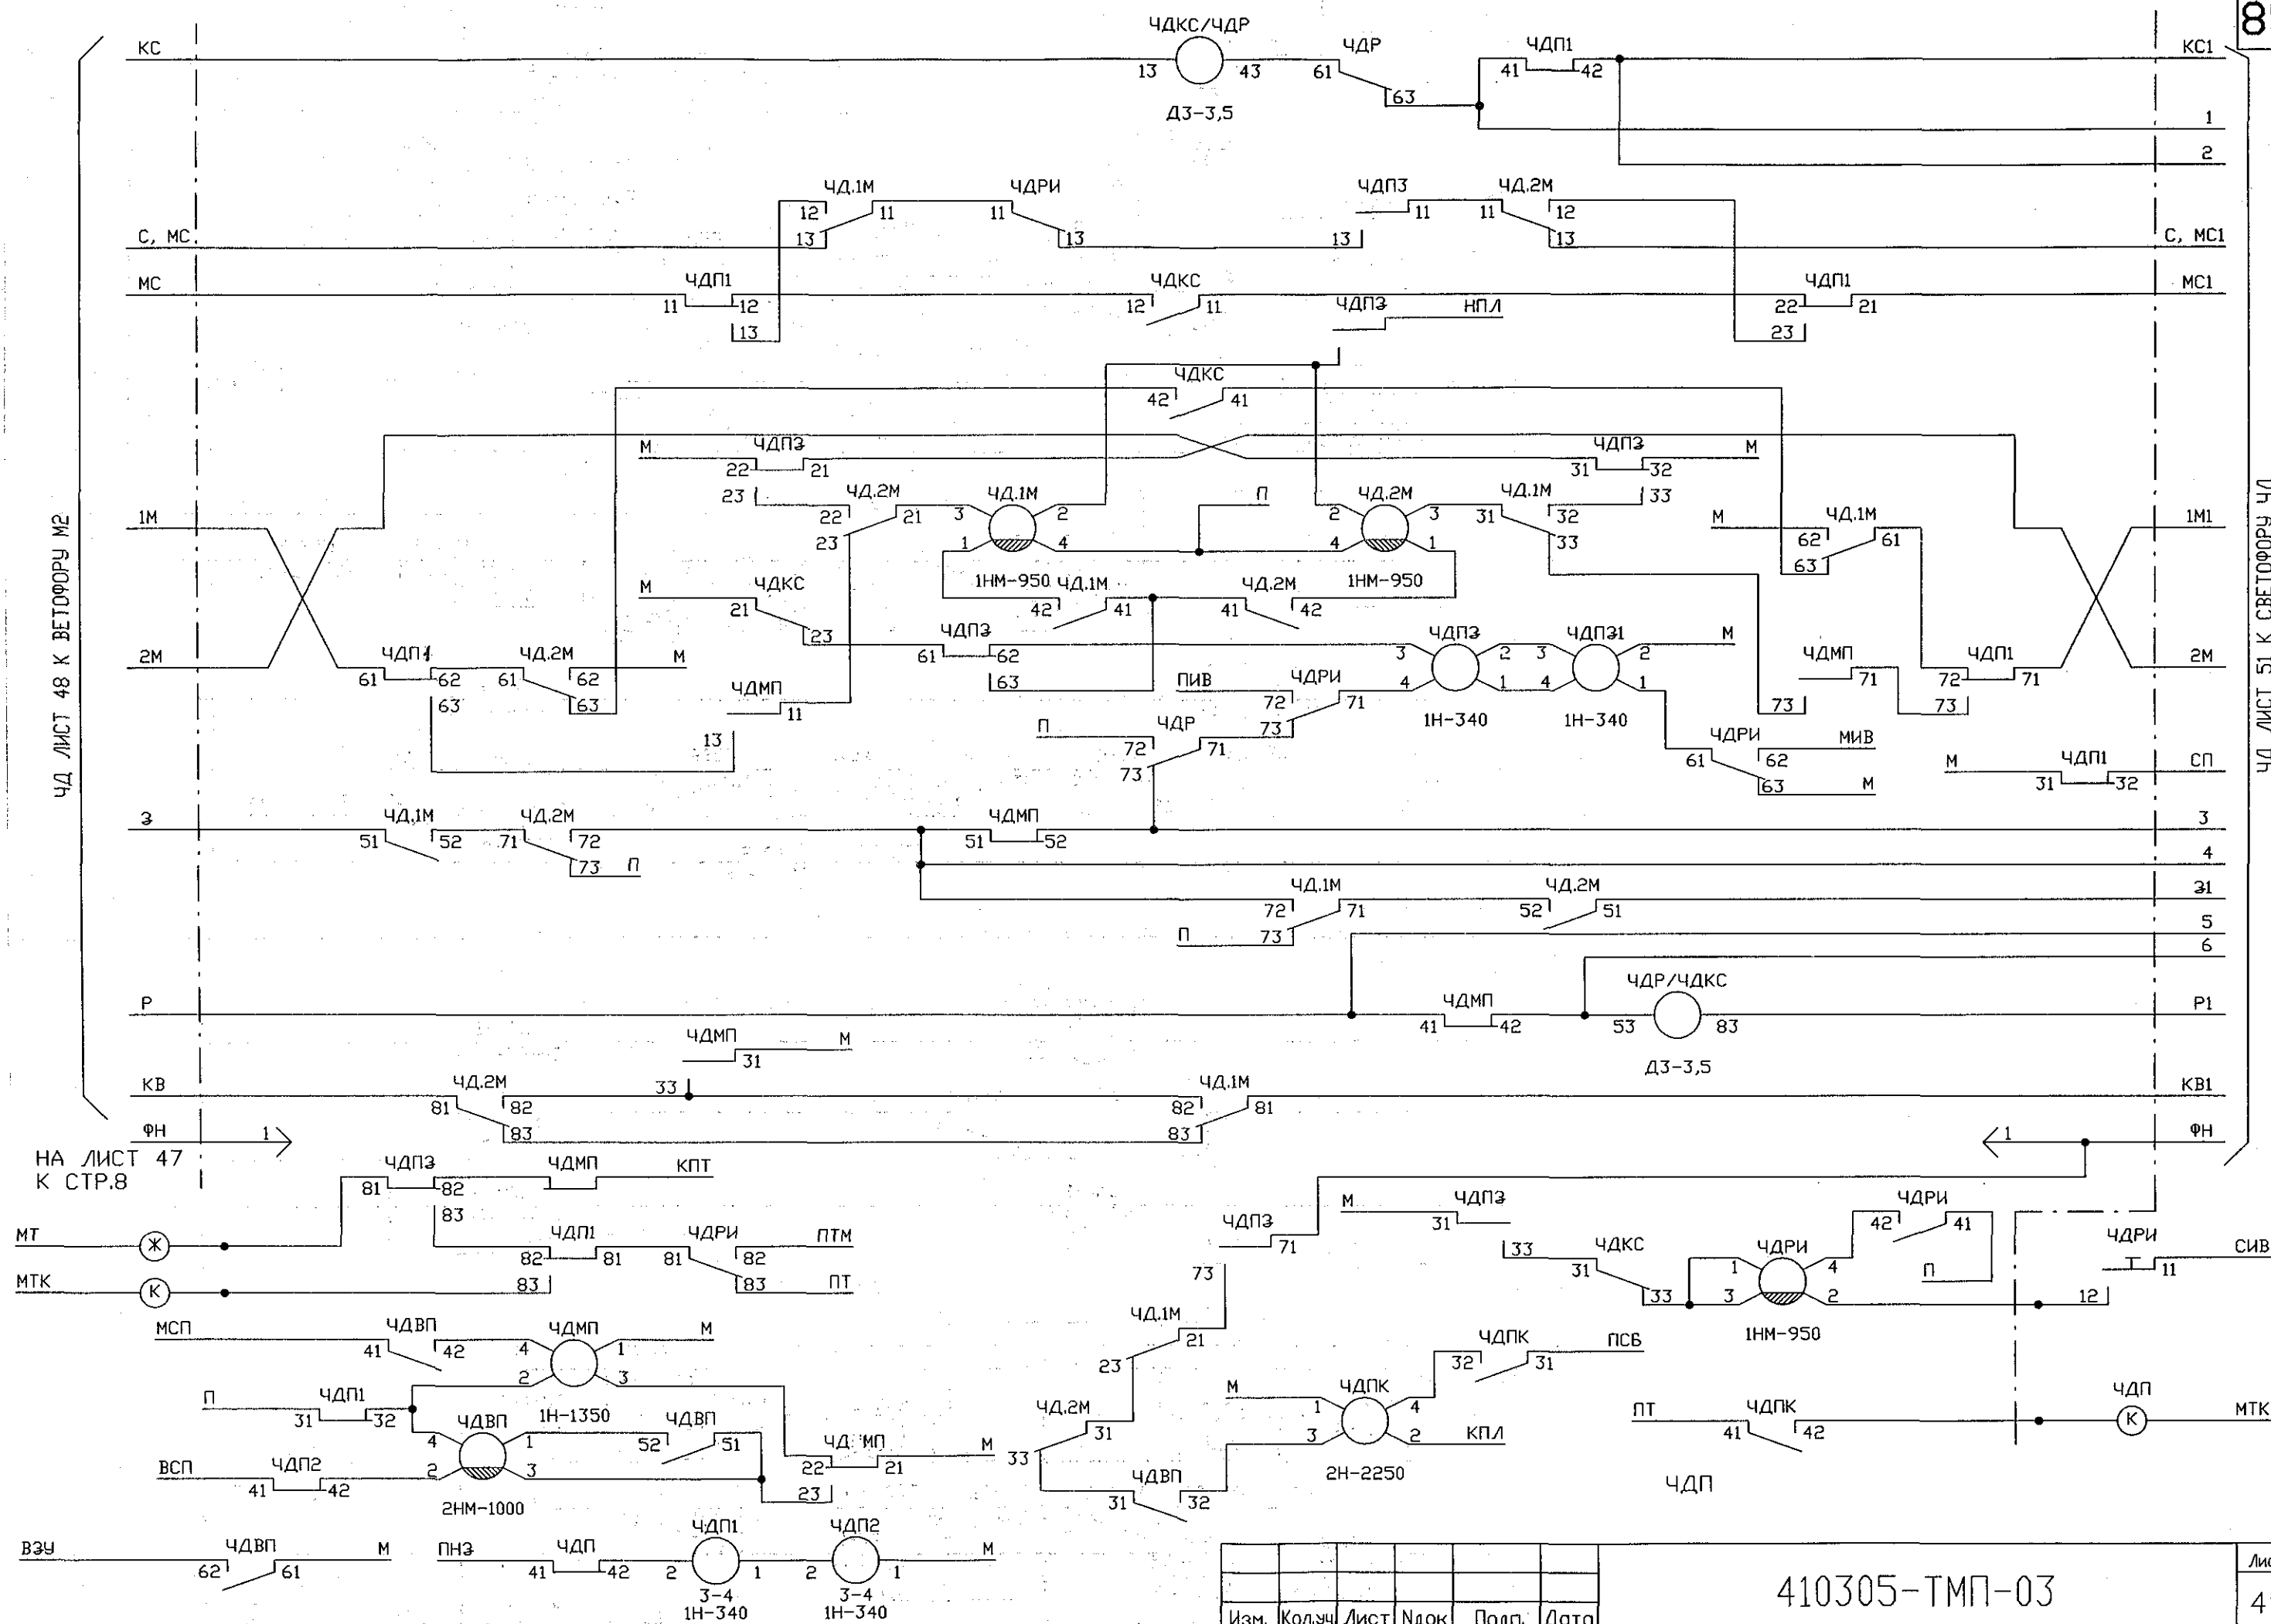 ЧДКС/ЧДР
8
КС 13 43 ЧДР 61 63 ЧДП1 41 42 КС1
Д3-3,5
1
2
ЧД.1М 12 11 13 ЧДРИ 11 13 ЧДП3 11 13 ЧД.2М 11 12 13
С, МС С, МС1
МС ЧДП1 11 12 13 ЧДКС 12 11 ЧДП1 22 21 23 МС1
ЧДП3 НПЛ
ЧДКС 42 41
М ЧДП3 22 21 23 ЧДП3 31 32 33 М
ЧД.2М 22 21 23 ЧД.1М 3 2 1 4 П ЧД.2М 2 3 4 1 ЧД.1М 31 32 33
1М М ЧД.1М 62 61 63 1М1
1НМ-950 ЧД.1М 42 41 ЧД.2М 41 42 1НМ-950
М ЧДКС 21 23
ЧДП3 61 62 63 ЧДП3 3 2 4 1 ЧДП31 3 2 4 1 М
1Н-340 1Н-340
2М ЧДП1 61 62 63 ЧД.2М 61 62 63 М
ЧДМП 71 73 ЧДП1 72 71 73 2М
ЧДМП 11 13
ПИВ ЧДРИ 72 71 73
П ЧДР 72 71 73
ЧДРИ 61 62 63 МИВ М
М ЧДП1 31 32 СП
З ЧД.1М 51 52 ЧД.2М 71 72 73 П ЧДМП 51 52 3
4
ЧД.1М 72 71 73 П ЧД.2М 52 51 З1
5
6
Р ЧДМП 41 42 ЧДР/ЧДКС 53 83 Р1
Д3-3,5
ЧДМП 31 33 М
КВ ЧД.2М 81 82 83 ЧД.1М 82 81 83 КВ1
ФН 1 1 ФН
ЧД ЛИСТ 48 К ВЕТОФОРУ М2
ЧД ЛИСТ 51 К СВЕТОФОРУ ЧД
НА ЛИСТ 47
К СТР.8
ЧДП3 81 82 83 ЧДМП КПТ
МТ Ж ЧДП1 82 81 83 ЧДРИ 81 82 83 ПТМ
МТК К ПТ
ЧДП3 71 73
М ЧДП3 31 33 ЧДКС 31 33 ЧДРИ 1 4 3 2 ЧДРИ 42 41 П
1НМ-950
ЧДРИ 11 12 СИВ
МСП ЧДВП 41 42 ЧДМП 4 1 2 3 М
1Н-1350
П ЧДП1 31 32
ЧДВП 4 1 2 3 ЧДВП 52 51
ВСП ЧДП2 41 42
2НМ-1000
ЧД МП 22 21 23 М
ЧД.1М 21 23
ЧД.2М 31 33
ЧДВП 31 32
М ЧДПК 1 4 3 2 КПЛ
2Н-2250
ЧДПК 32 31 ПСБ
ПТ ЧДПК 41 42 ЧДП К МТК
ЧДП
ВЗУ ЧДВП 62 61 М
ПНЗ ЧДП 41 42 ЧДП1 2 1 ЧДП2 2 1 М
3-4 3-4
1Н-340 1Н-340
410305-ТМП-03
Изм. Кол.уч Лист Nдок Подп. Дата
4